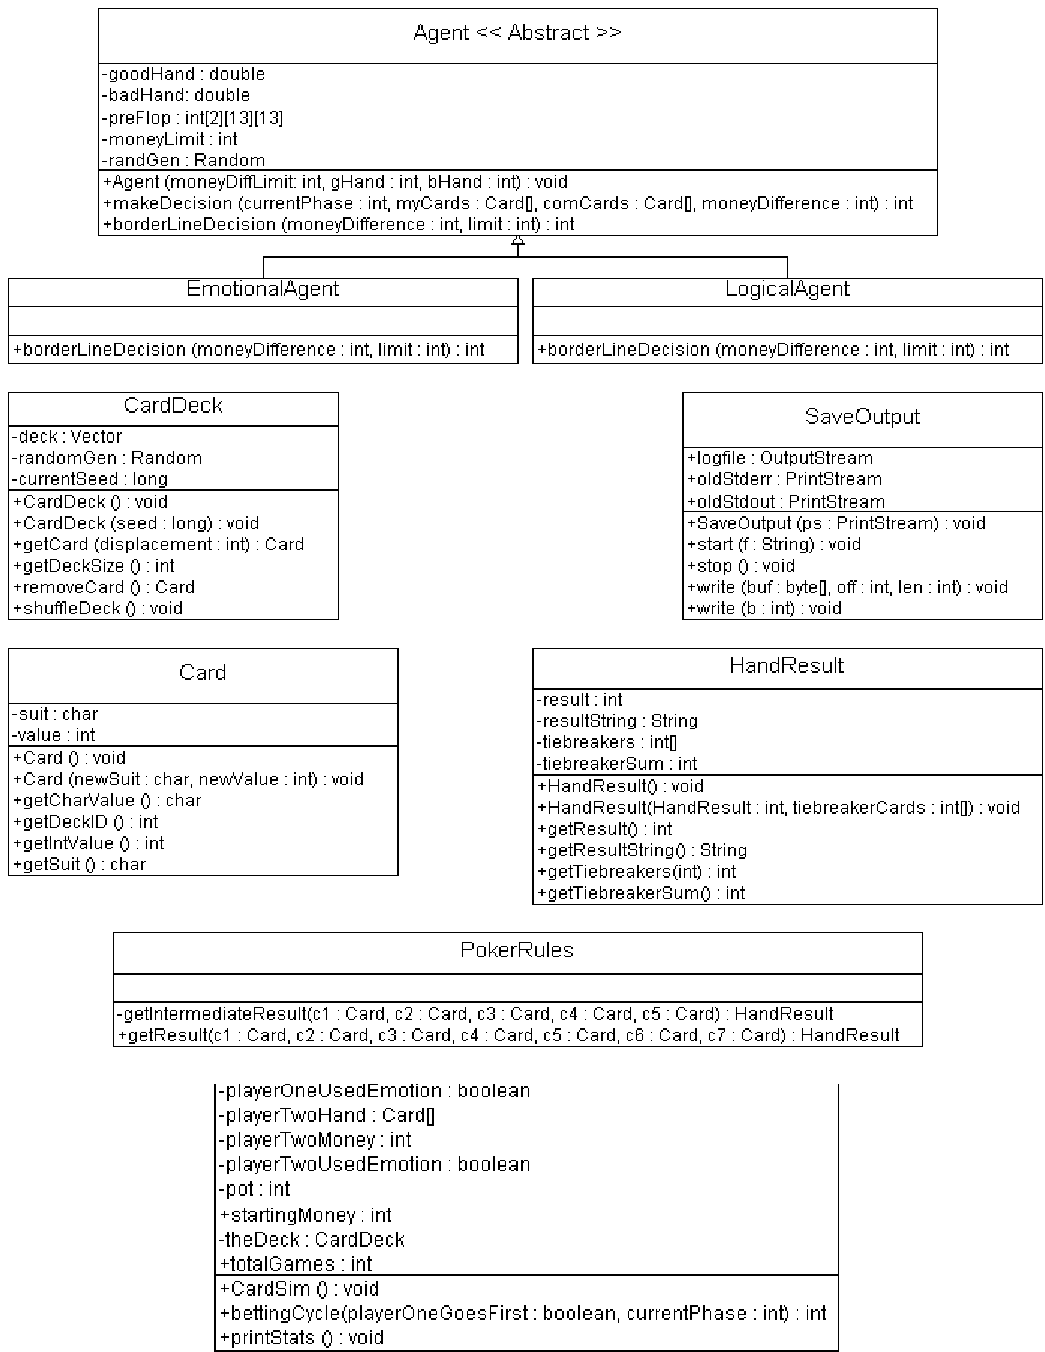 Agent << Abstract >>
-goodHand : double
-badHand: double
-preFlop : int[2][13][13]
-moneyLimit : int
-randGen : Random
+Agent (moneyDiffLimit: int, gHand : int, bHand : int) : void
+makeDecision (currentPhase : int, myCards : Card[], comCards : Card[], moneyDifference : int) : int
+borderLineDecision (moneyDifference : int, limit : int) : int
EmotionalAgent
+borderLineDecision (moneyDifference : int, limit : int) : int
LogicalAgent
+borderLineDecision (moneyDifference : int, limit : int) : int
CardDeck
-deck : Vector
-randomGen : Random
-currentSeed : long
+CardDeck () : void
+CardDeck (seed : long) : void
+getCard (displacement : int) : Card
+getDeckSize () : int
+removeCard () : Card
+shuffleDeck () : void
SaveOutput
+logfile : OutputStream
+oldStderr : PrintStream
+oldStdout : PrintStream
+SaveOutput (ps : PrintStream) : void
+start (f : String) : void
+stop () : void
+write (buf : byte[], off : int, len : int) : void
+write (b : int) : void
Card
-suit : char
-value : int
+Card () : void
+Card (newSuit : char, newValue : int) : void
+getCharValue () : char
+getDeckID () : int
+getIntValue () : int
+getSuit () : char
HandResult
-result : int
-resultString : String
-tiebreakers : int[]
-tiebreakerSum : int
+HandResult() : void
+HandResult(HandResult : int, tiebreakerCards : int[]) : void
+getResult() : int
+getResultString() : String
+getTiebreakers(int) : int
+getTiebreakerSum() : int
PokerRules
-getIntermediateResult(c1 : Card, c2 : Card, c3 : Card, c4 : Card, c5 : Card) : HandResult
+getResult(c1 : Card, c2 : Card, c3 : Card, c4 : Card, c5 : Card, c6 : Card, c7 : Card) : HandResult
-playerOneUsedEmotion : boolean
-playerTwoHand : Card[]
-playerTwoMoney : int
-playerTwoUsedEmotion : boolean
-pot : int
+startingMoney : int
-theDeck : CardDeck
+totalGames : int
+CardSim () : void
+bettingCycle(playerOneGoesFirst : boolean, currentPhase : int) : int
+printStats () : void